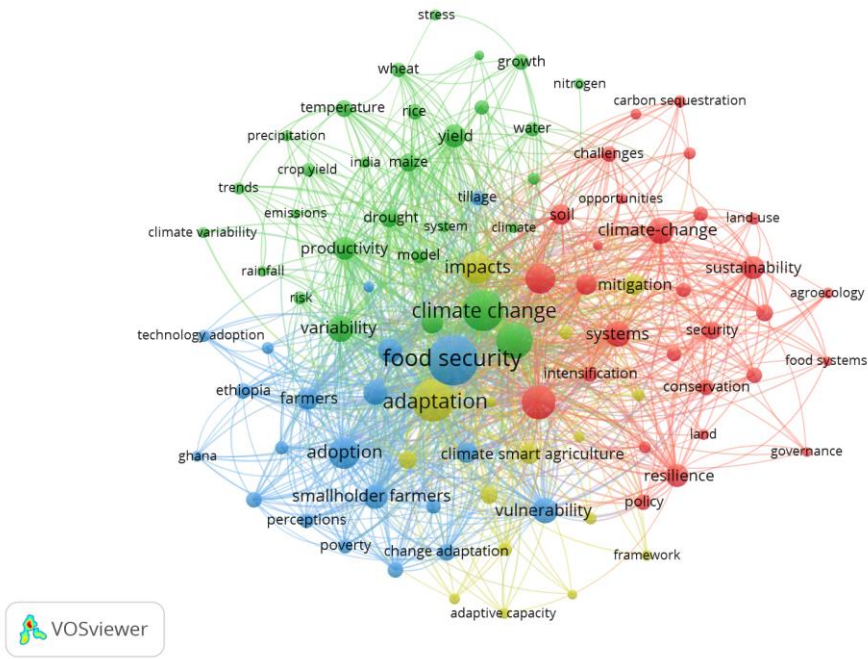 stress
wheat
growth
nitrogen
temperature
rice
carbon sequestration
precipitation
yield
water
challenges
india
maize
crop yield
trends
tillage
opportunities
emissions
drought
system
climate
soil
land-use
climate variability
climate-change
productivity
model
impacts
sustainability
rainfall
mitigation
agroecology
risk
climate change
technology adoption
variability
systems
security
food security
food systems
intensification
ethiopia
farmers
adaptation
conservation
land
ghana
adoption
climate smart agriculture
governance
resilience
smallholder farmers
policy
perceptions
vulnerability
poverty
change adaptation
framework
adaptive capacity
VOSviewer